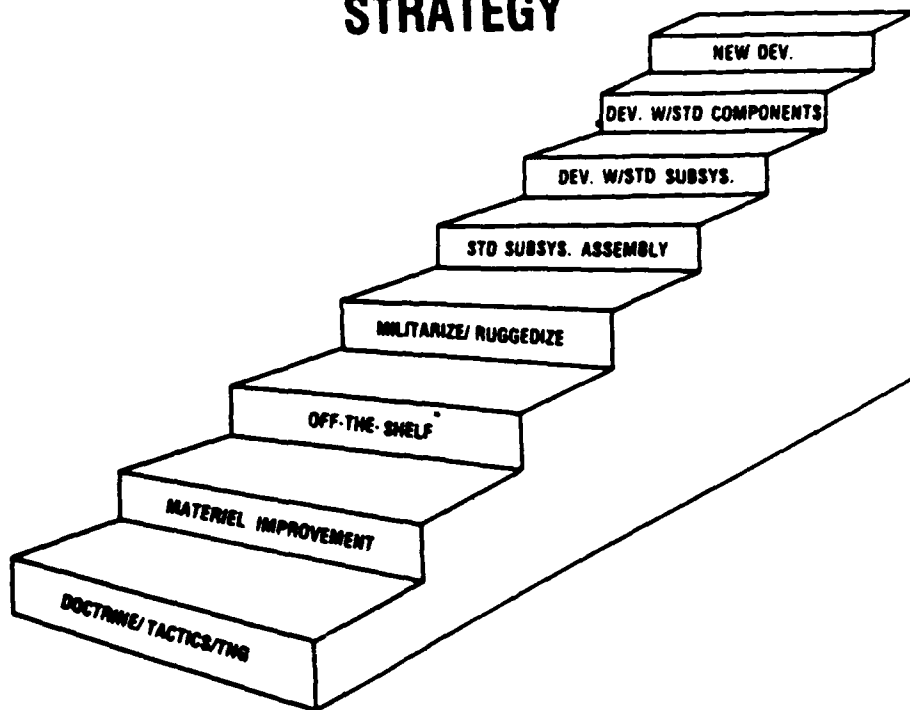 STRATEGY
NEW DEV.
DEV. W/STD COMPONENTS
DEV. W/STD SUBSYS.
STD SUBSYS. ASSEMBLY
MILITARIZE/ RUGGEDIZE
OFF-THE-SHELF
MATERIEL IMPROVEMENT
DOCTRINE/ TACTICS/TNG